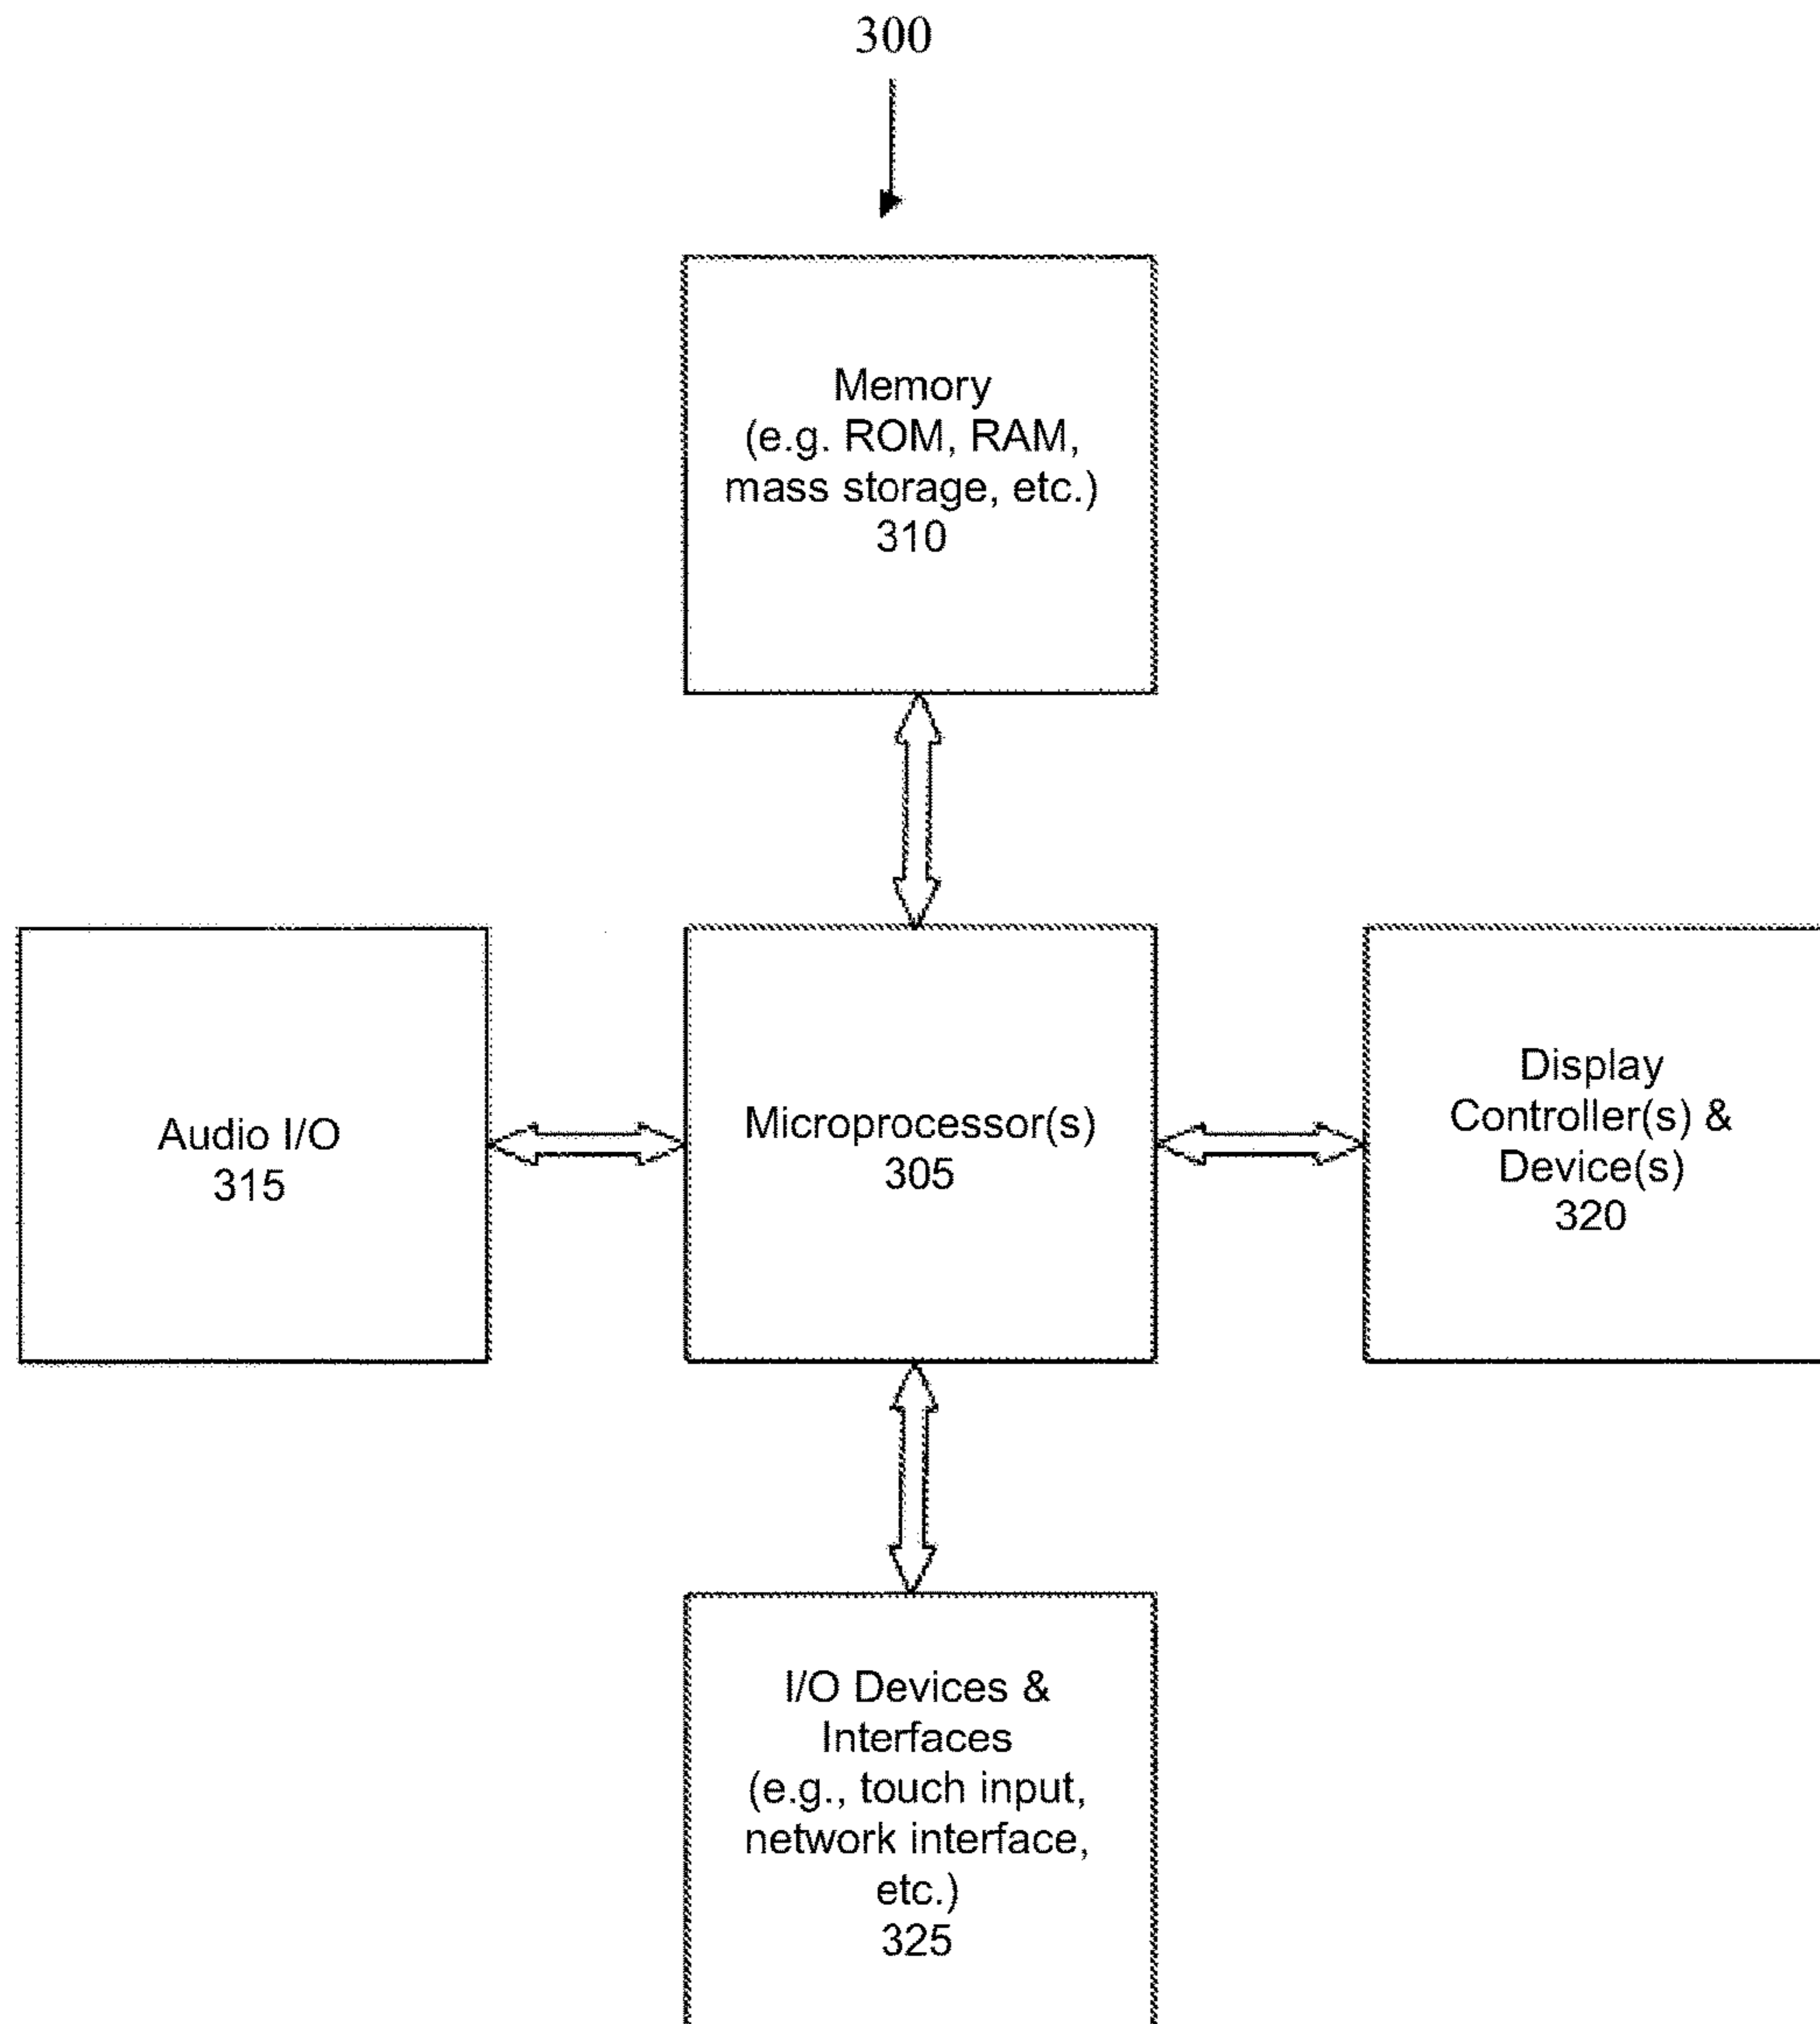 300
Memory
(e.g. ROM, RAM,
mass storage, etc.)
310
Audio I/O
315
Microprocessor(s)
305
Display
Controller(s) &
Device(s)
320
I/O Devices &
Interfaces
(e.g., touch input,
network interface,
etc.)
325